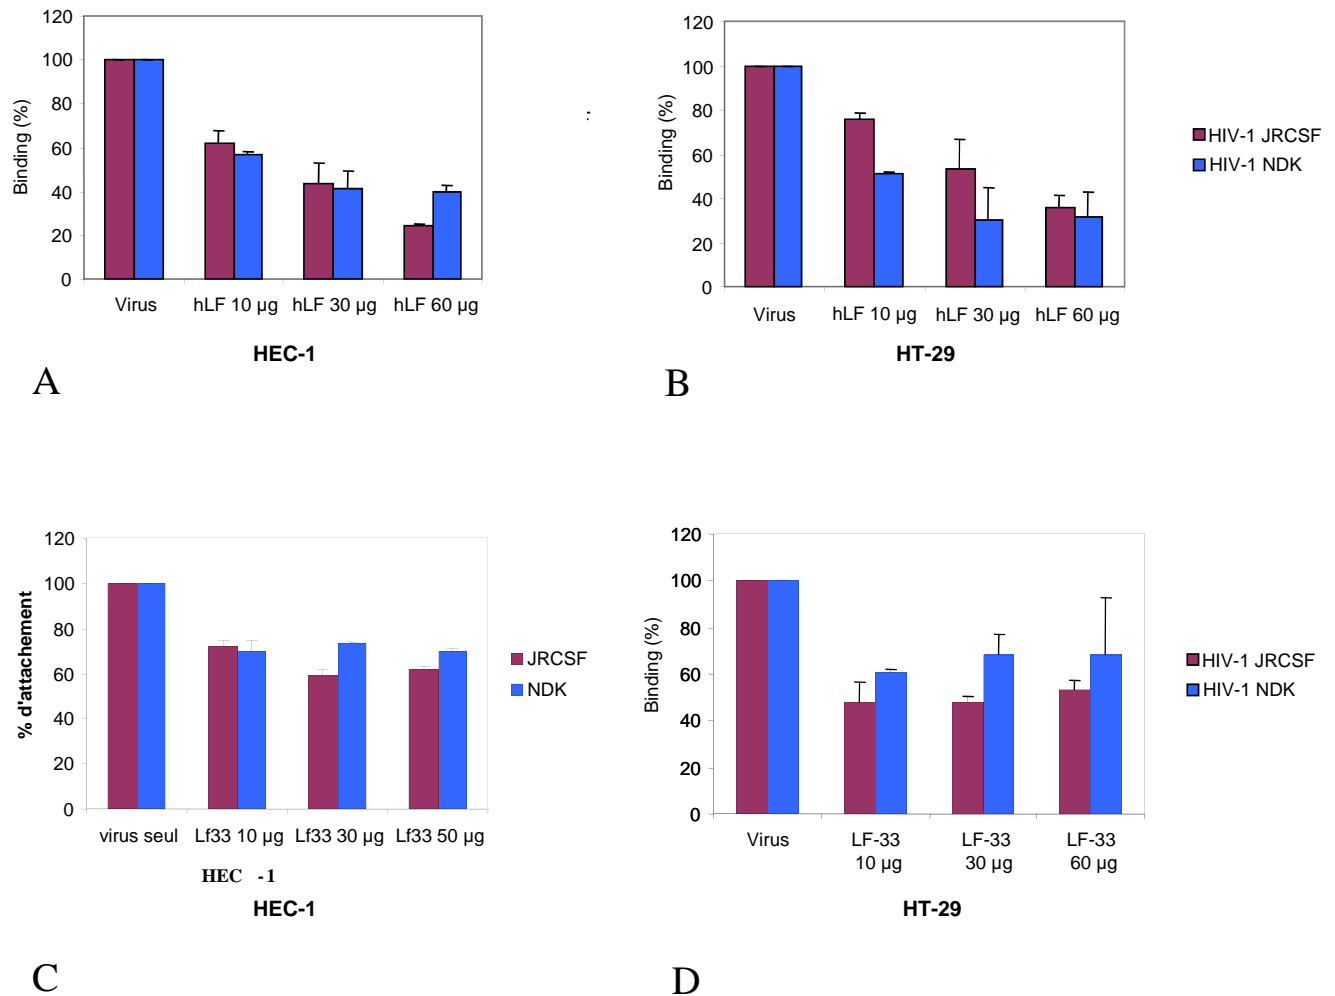 120
100
80
60
40
20
0
Binding (%)
Virus hLF 10 µg hLF 30 µg hLF 60 µg
HEC-1
A
120
100
80
60
40
20
0
Binding (%)
Virus hLF 10 µg hLF 30 µg hLF 60 µg
HT-29
B
HIV-1 JRCSF
HIV-1 NDK
120
100
80
60
40
20
0
% d'attachement
virus seul Lf33 10 µg Lf33 30 µg Lf33 50 µg
HEC -1
HEC-1
C
JRCSF
NDK
120
100
80
60
40
20
0
Binding (%)
Virus LF-33 LF-33 LF-33
10 µg 30 µg 60 µg
HT-29
D
HIV-1 JRCSF
HIV-1 NDK